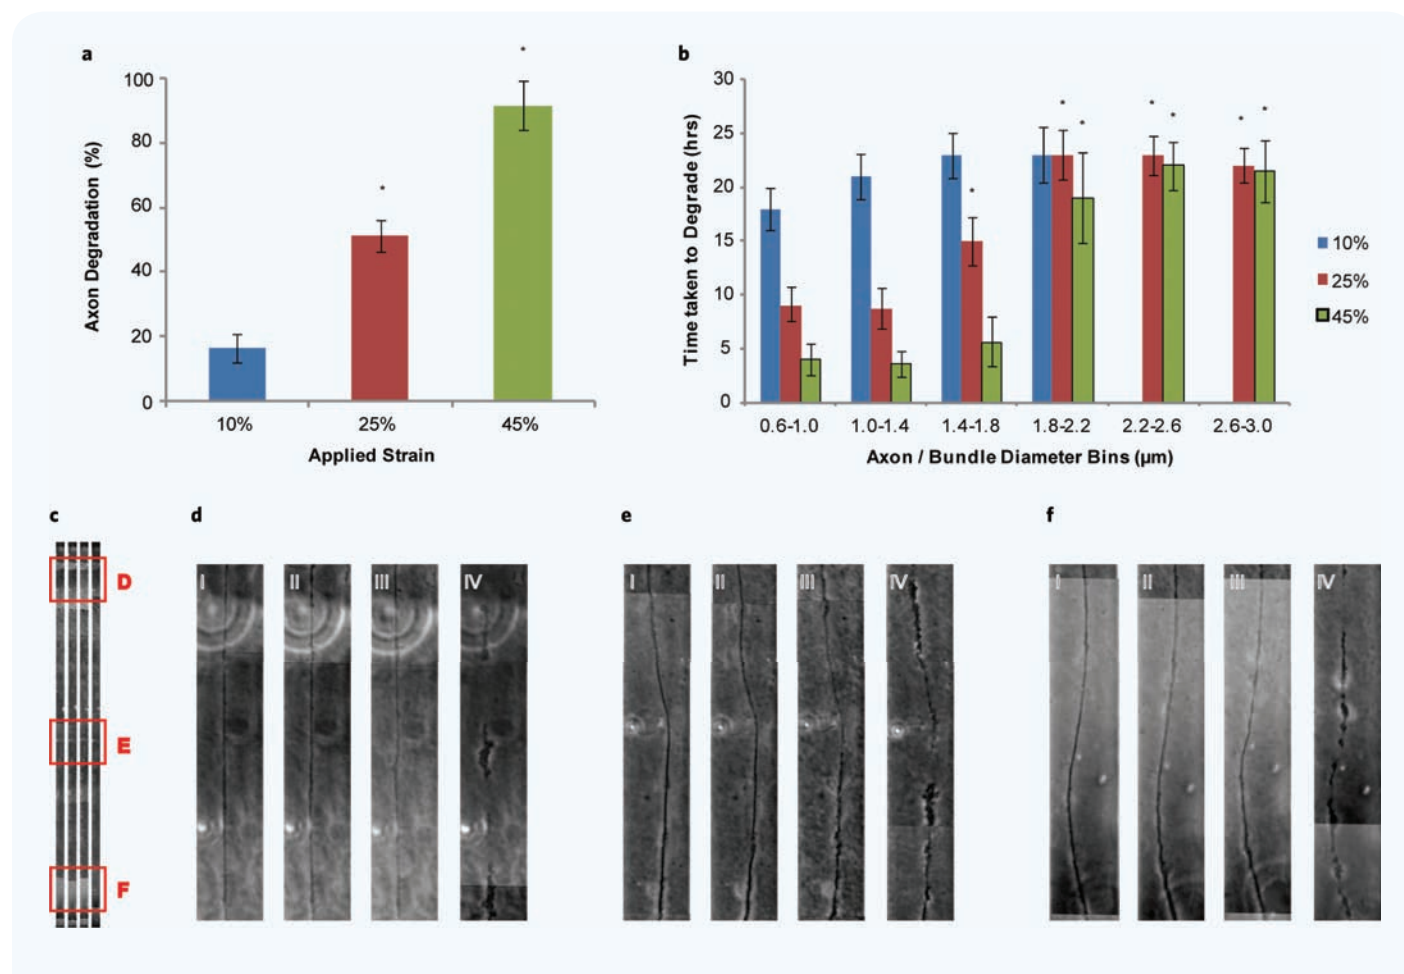 a
*
*
100
80
60
40
20
0
Axon Degradation (%)
10% 25% 45%
Applied Strain
b
* * * * * * *
30
25
20
15
10
5
0
Time taken to Degrade (hrs)
0.6-1.0 1.0-1.4 1.4-1.8 1.8-2.2 2.2-2.6 2.6-3.0
Axon / Bundle Diameter Bins (µm)
10%
25%
45%
c
D
E
F
d
I II III IV
e
I II III IV
f
I II III IV